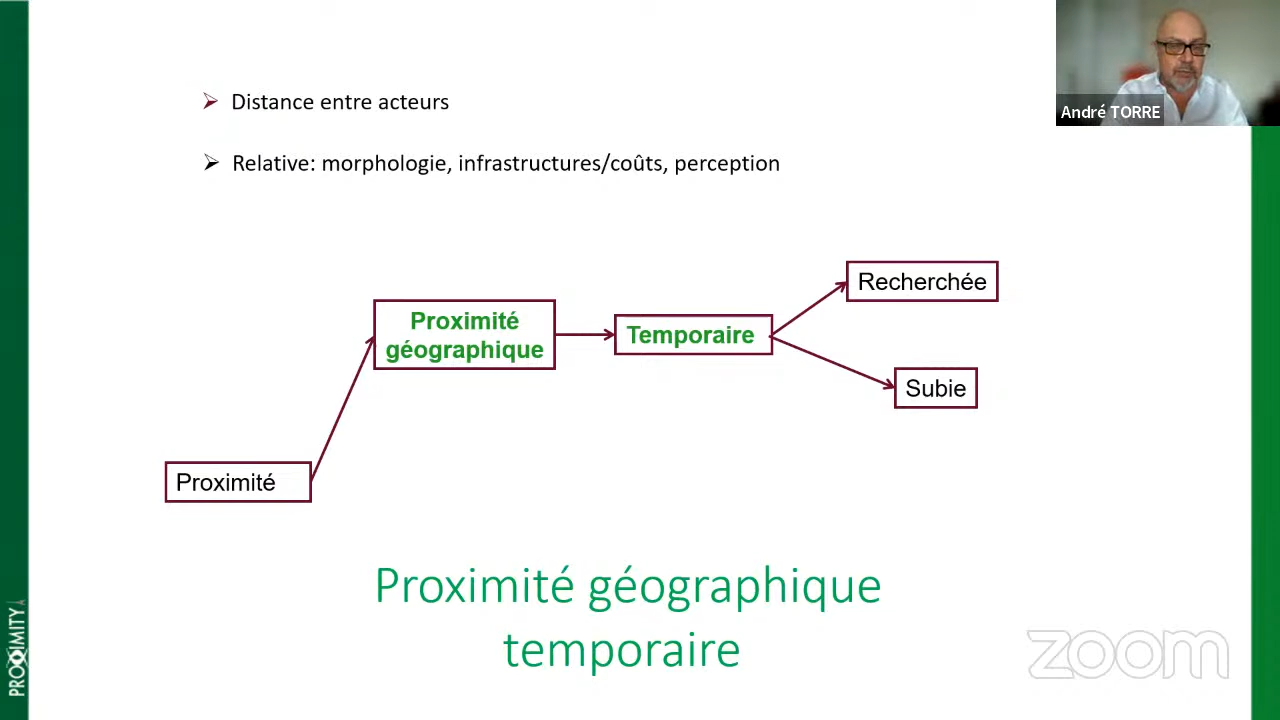 André TORRE
Distance entre acteurs
Relative: morphologie, infrastructures/coûts, perception
Recherchée
Proximité
géographique
Temporaire
Subie
Proximité
Proximité géographique
temporaire
PROXIMITY
zoom